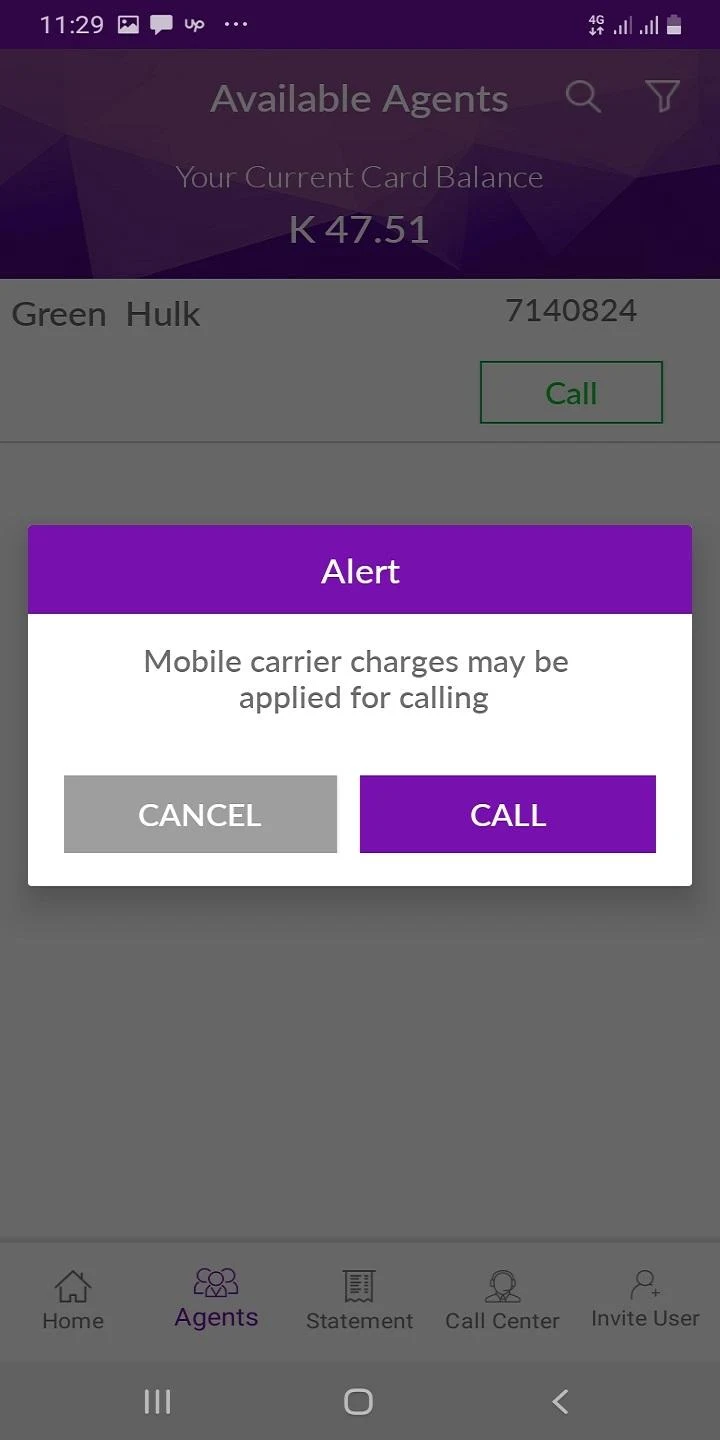 11:29 up ... 4G
Available Agents
Your Current Card Balance
K 47.51
Green Hulk 7140824
Call
Alert
Mobile carrier charges may be
applied for calling
CANCEL CALL
Home Agents Statement Call Center Invite User